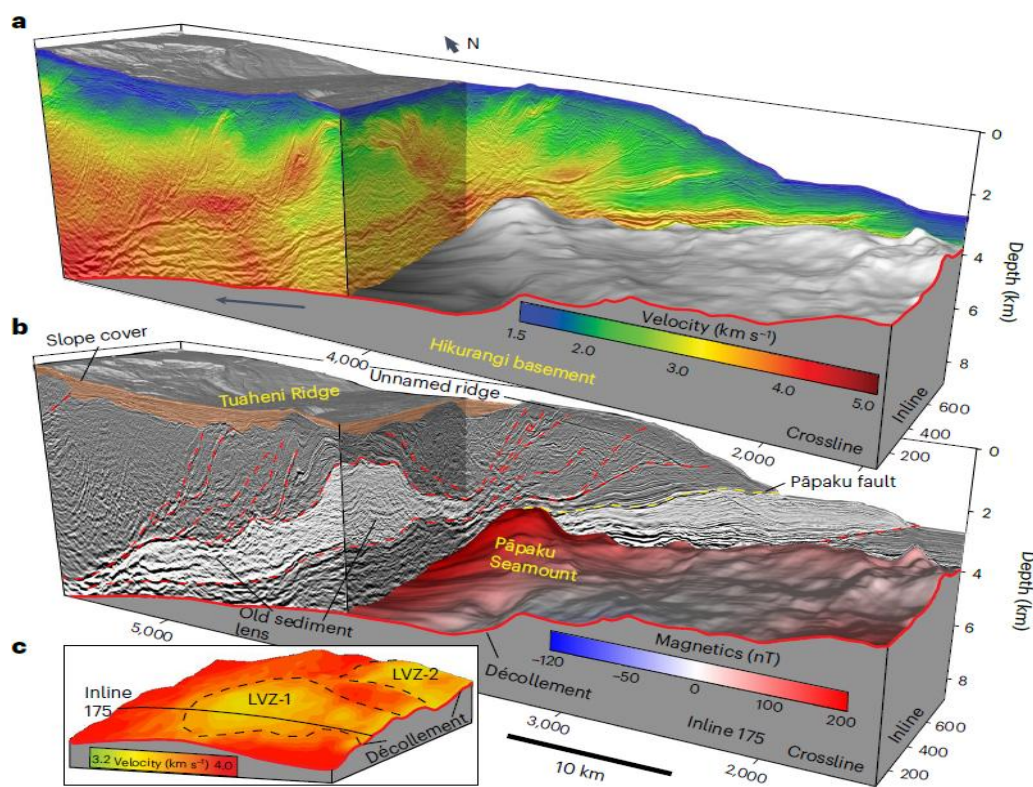 a
N
0
2
4
6
8
Depth (km)
Velocity (km s⁻¹)
1.5
2.0
3.0
4.0
5.0
Hikurangi basement
Inline
600
400
200
Crossline
4,000
2,000
b
Slope cover
Tuaheni Ridge
Unnamed ridge
Pāpaku fault
0
2
4
6
8
Depth (km)
Pāpaku
Seamount
Old sediment
lens
5,000
Décollement
Magnetics (nT)
−120
−50
0
100
200
Inline 175
Inline
600
400
200
Crossline
3,000
2,000
10 km
c
Inline
175
LVZ-1
LVZ-2
Décollement
3.2 Velocity (km s⁻¹) 4.0